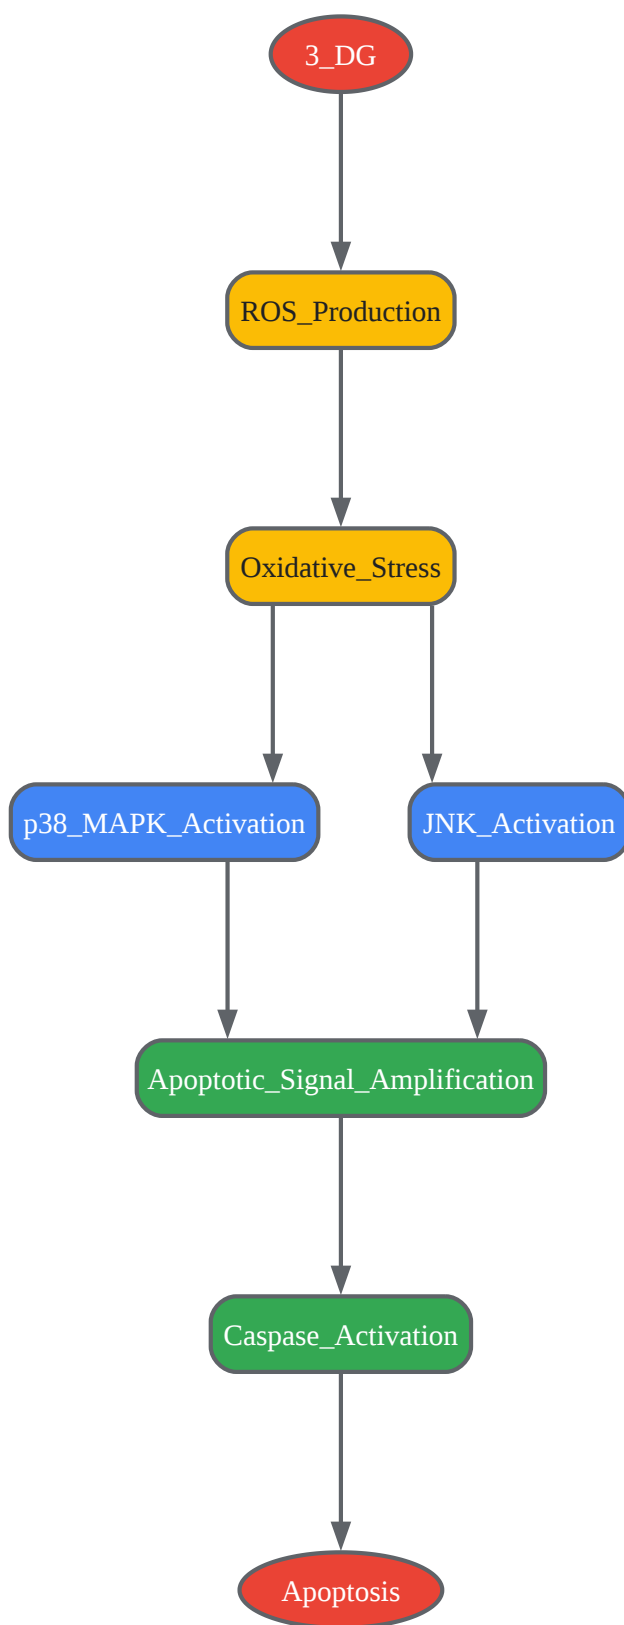 3_DG
ROS_Production
Oxidative_Stress
p38_MAPK_Activation
JNK_Activation
Apoptotic_Signal_Amplification
Caspase_Activation
Apoptosis